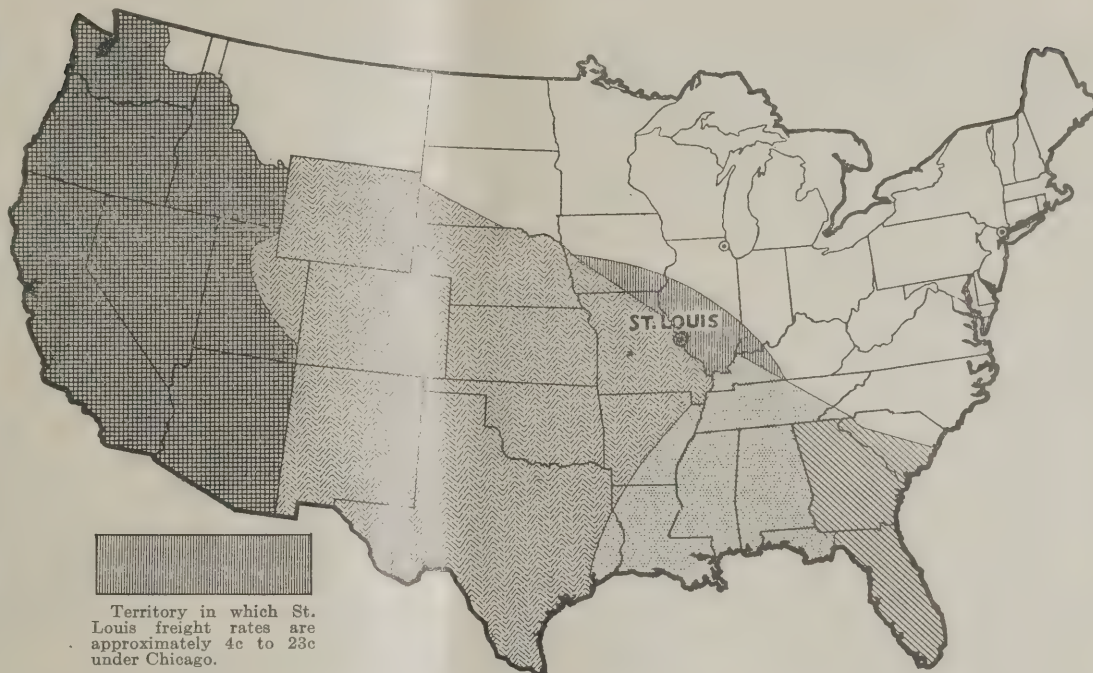 ST. LOUIS
Territory in which St.
Louis freight rates are
approximately 4c to 23c
under Chicago.